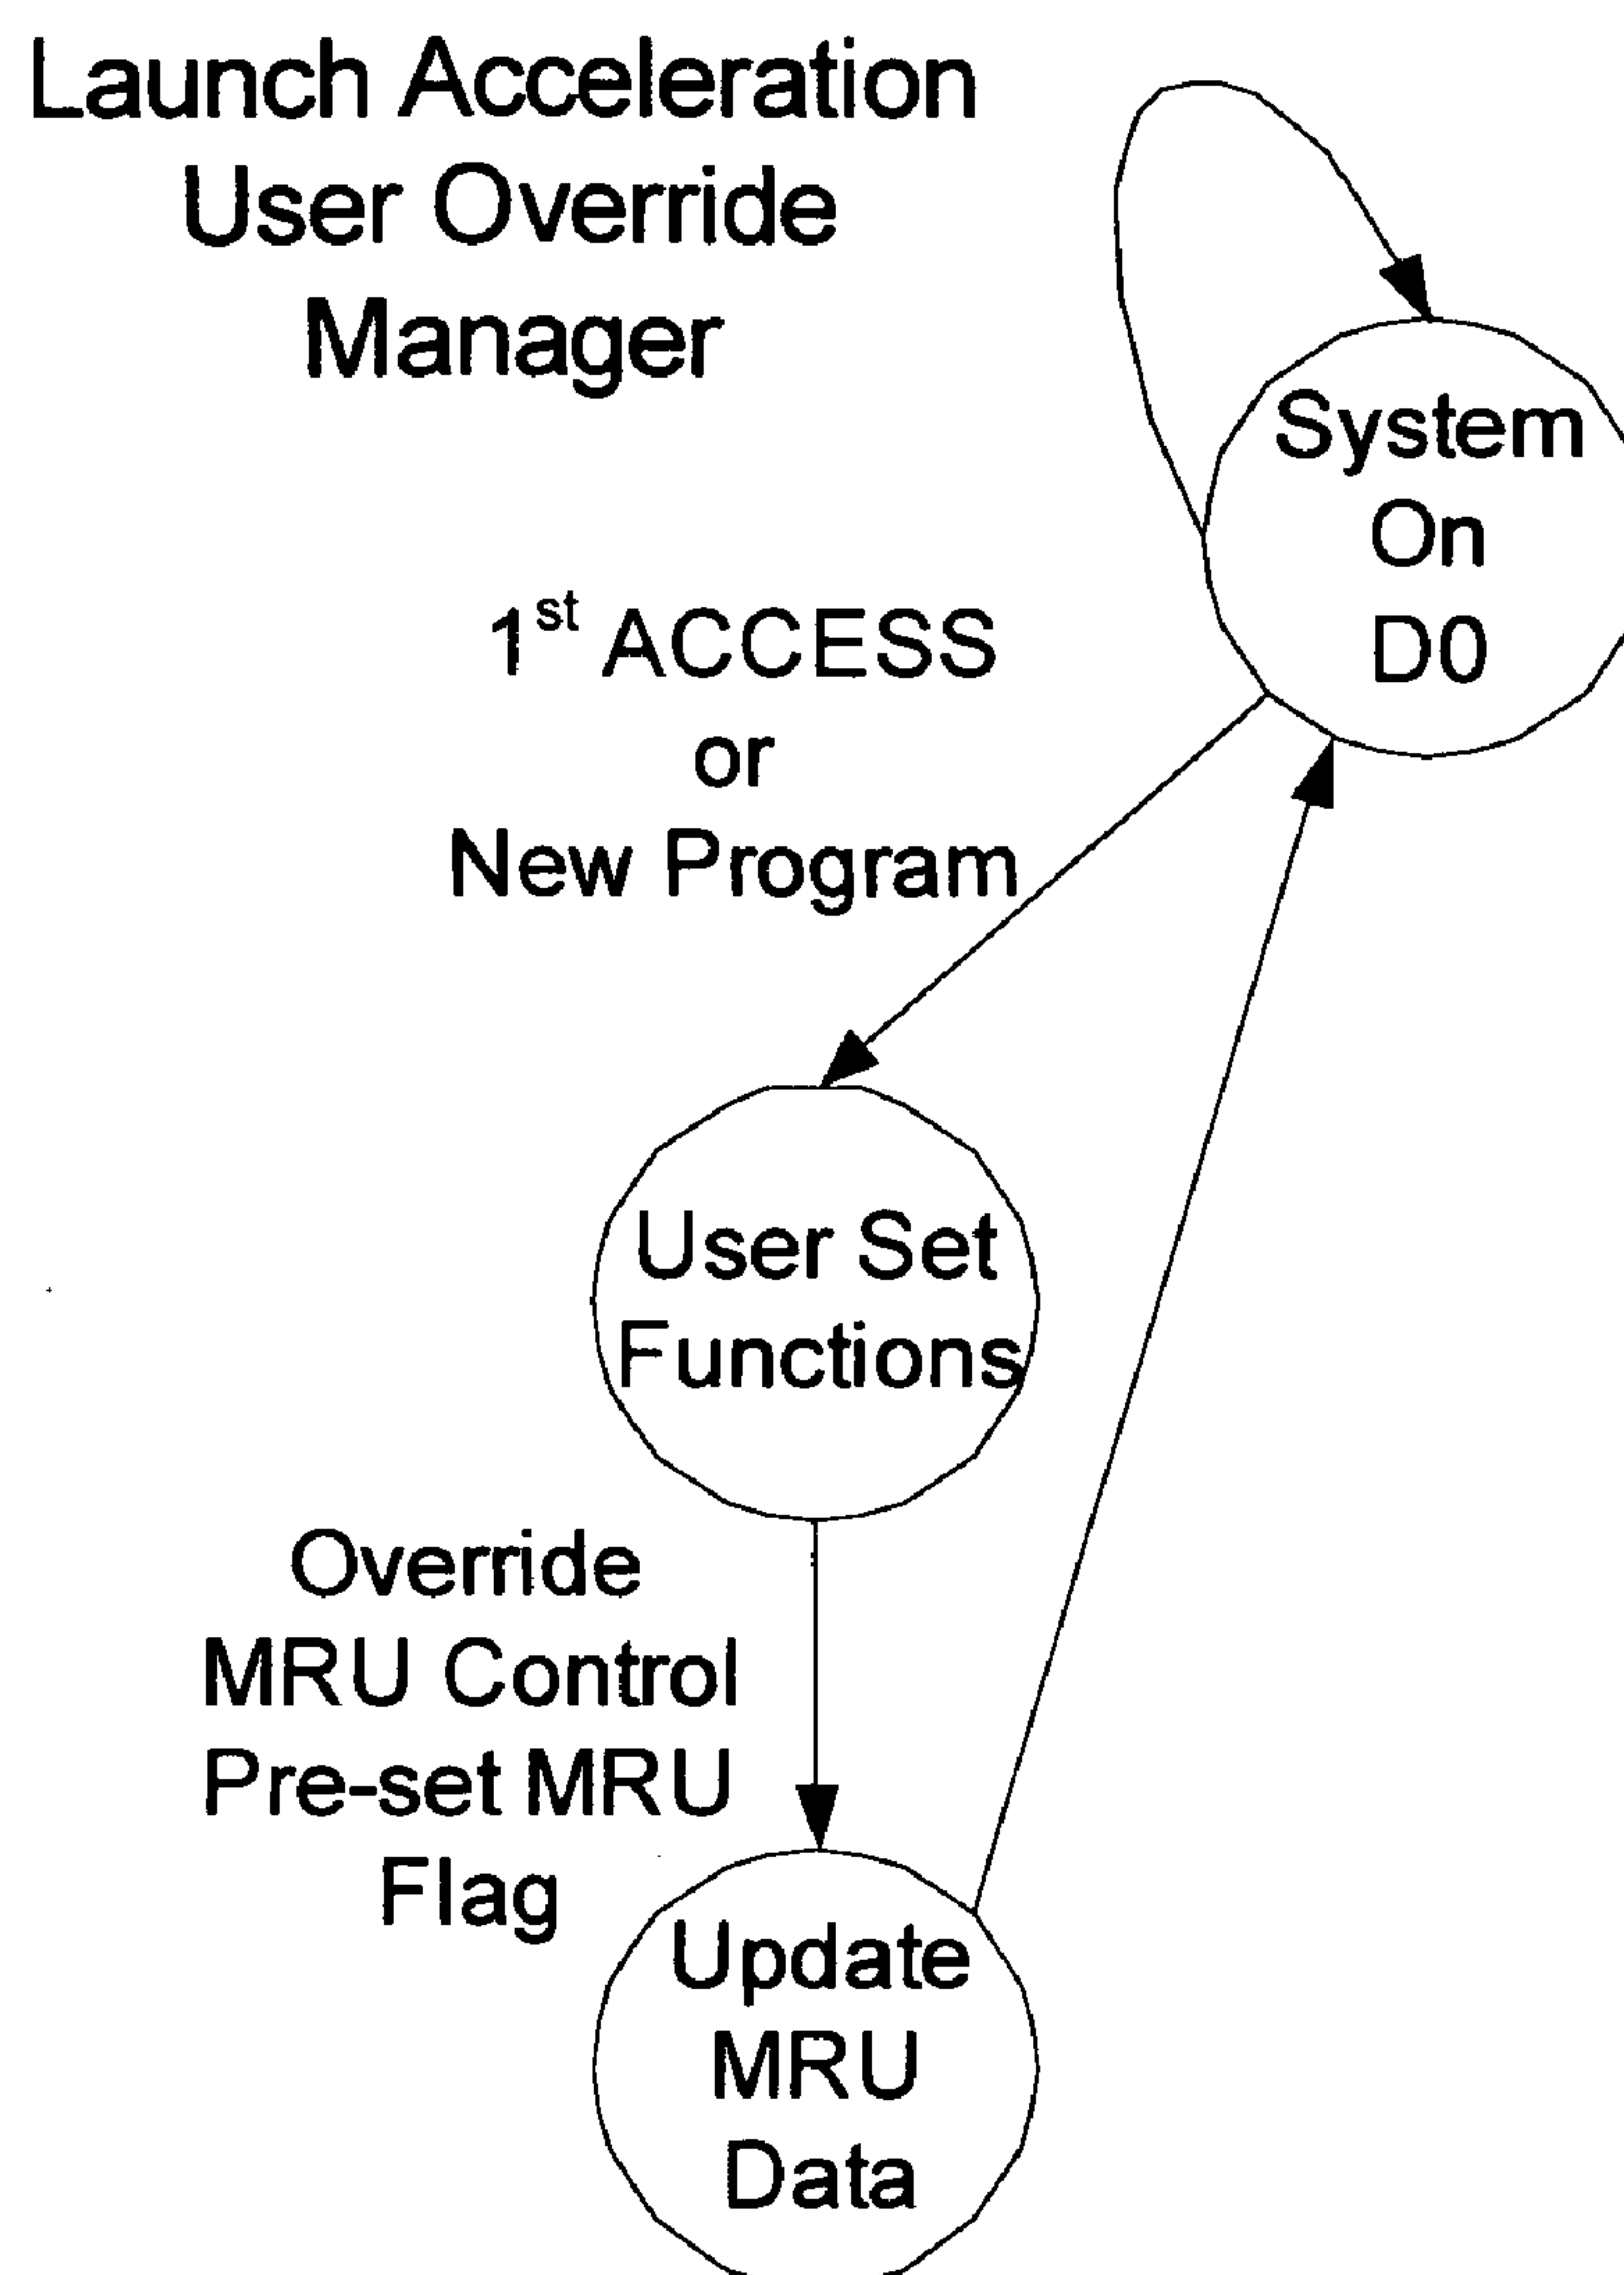 Launch Acceleration
User Override
Manager
System
On
D0
1st ACCESS
or
New Program
User Set
Functions
Override
MRU Control
Pre-set MRU
Flag
Update
MRU
Data